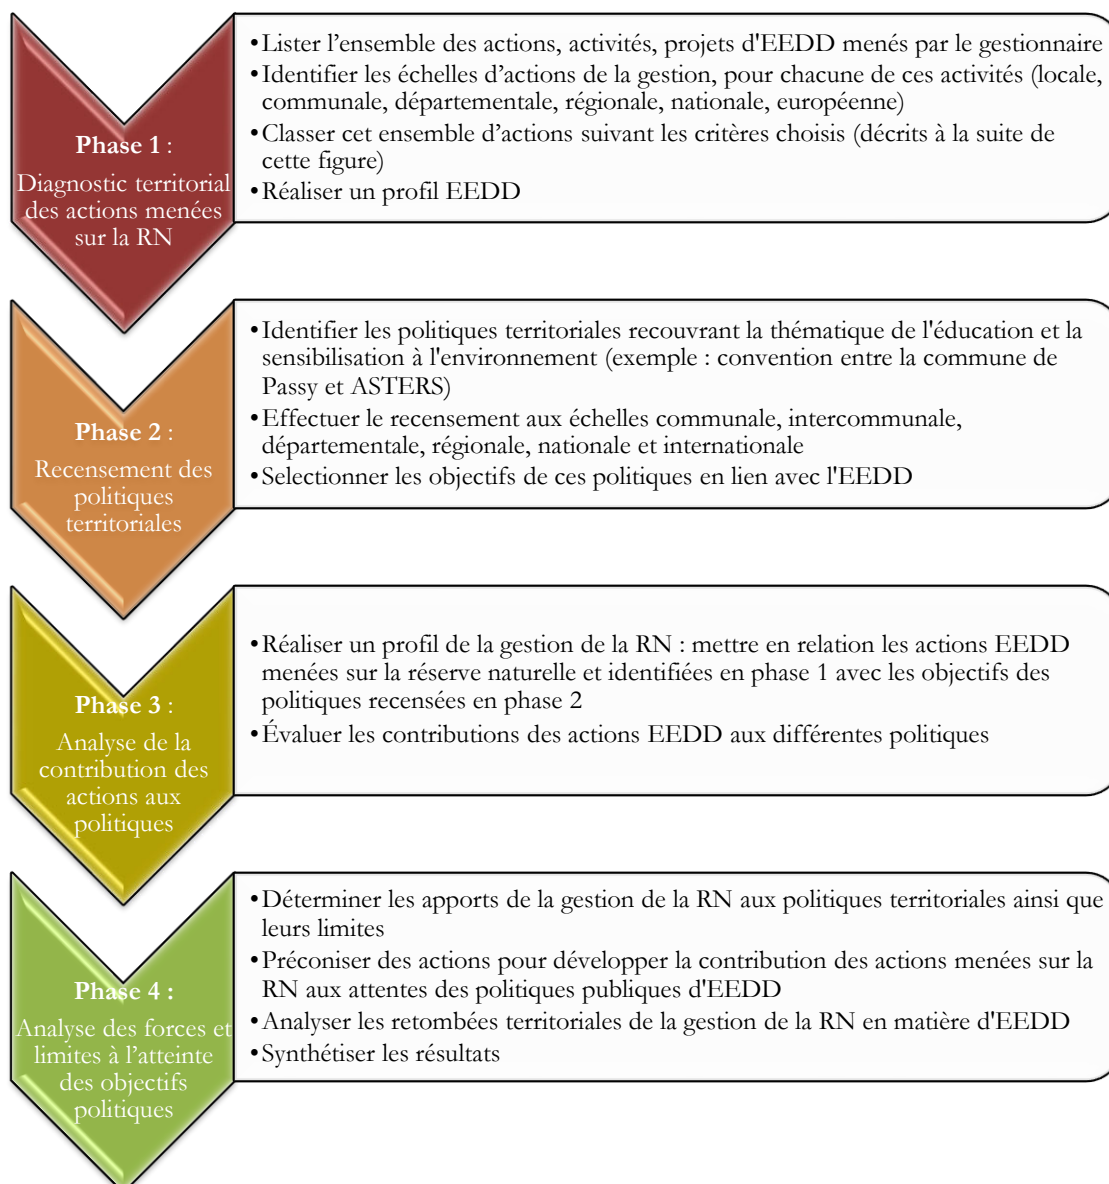 Phase 1 :
Diagnostic territorial
des actions menées
sur la RN
•Lister l’ensemble des actions, activités, projets d'EEDD menés par le gestionnaire
•Identifier les échelles d’actions de la gestion, pour chacune de ces activités (locale,
communale, départementale, régionale, nationale, européenne)
•Classer cet ensemble d’actions suivant les critères choisis (décrits à la suite de
cette figure)
•Réaliser un profil EEDD
Phase 2 :
Recensement des
politiques
territoriales
•Identifier les politiques territoriales recouvrant la thématique de l'éducation et la
sensibilisation à l'environnement (exemple : convention entre la commune de
Passy et ASTERS)
•Effectuer le recensement aux échelles communale, intercommunale,
départementale, régionale, nationale et internationale
•Selectionner les objectifs de ces politiques en lien avec l'EEDD
Phase 3 :
Analyse de la
contribution des
actions aux
politiques
•Réaliser un profil de la gestion de la RN : mettre en relation les actions EEDD
menées sur la réserve naturelle et identifiées en phase 1 avec les objectifs des
politiques recensées en phase 2
•Évaluer les contributions des actions EEDD aux différentes politiques
Phase 4 :
Analyse des forces et
limites à l’atteinte
des objectifs
politiques
•Déterminer les apports de la gestion de la RN aux politiques territoriales ainsi que
leurs limites
•Préconiser des actions pour développer la contribution des actions menées sur la
RN aux attentes des politiques publiques d'EEDD
•Analyser les retombées territoriales de la gestion de la RN en matière d'EEDD
•Synthétiser les résultats